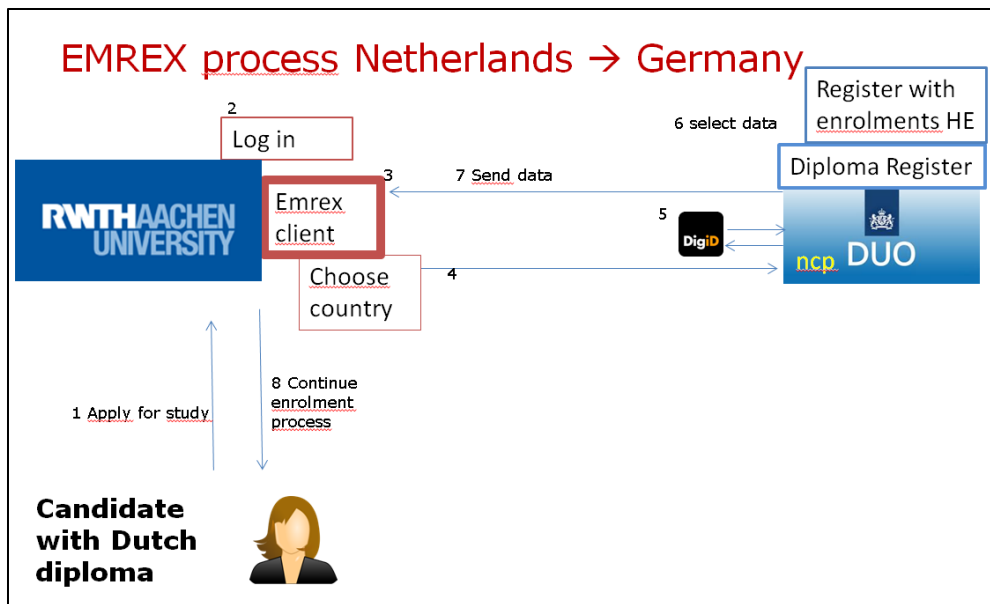 EMREX process Netherlands → Germany
2
Log in
RWTHAACHEN
UNIVERSITY
3
Emrex
client
Choose
country
4
7 Send data
6 select data
5
DigiD
Register with
enrolments HE
Diploma Register
ncp DUO
1 Apply for study
8 Continue
enrolment
process
Candidate
with Dutch
diploma